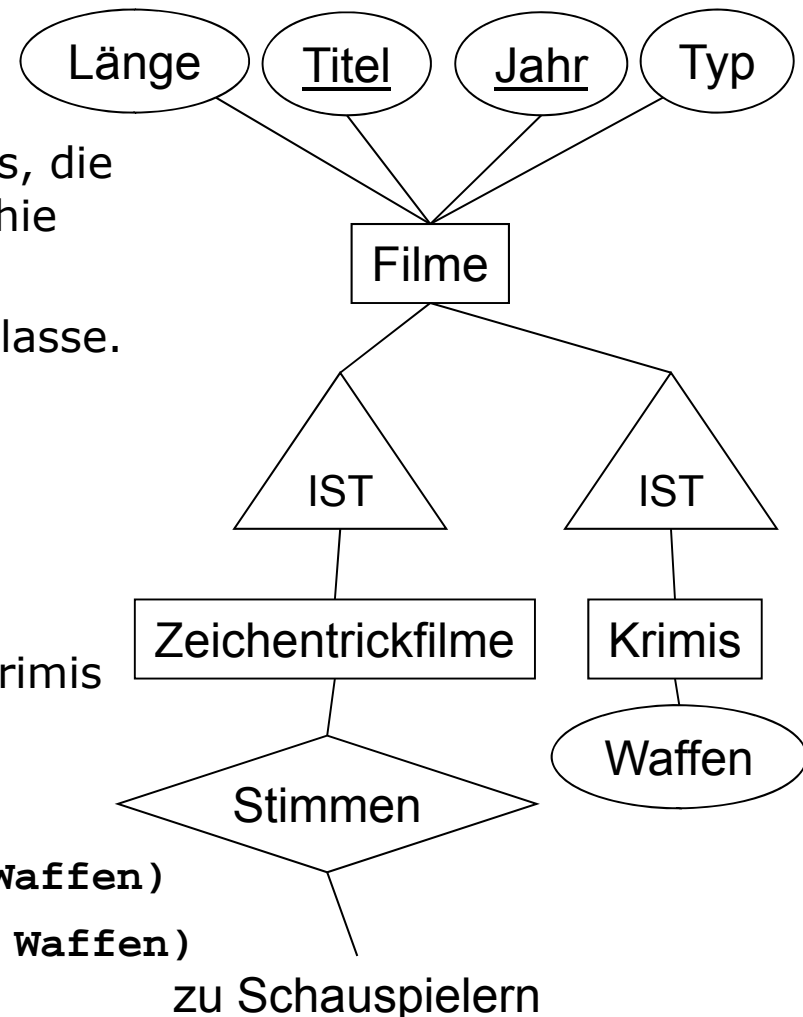 Länge Titel Jahr Typ
s, die
hie
Filme
lasse.
IST IST
Zeichentrickfilme Krimis
rimis
Waffen
Stimmen
Waffen)
Waffen)
zu Schauspielern